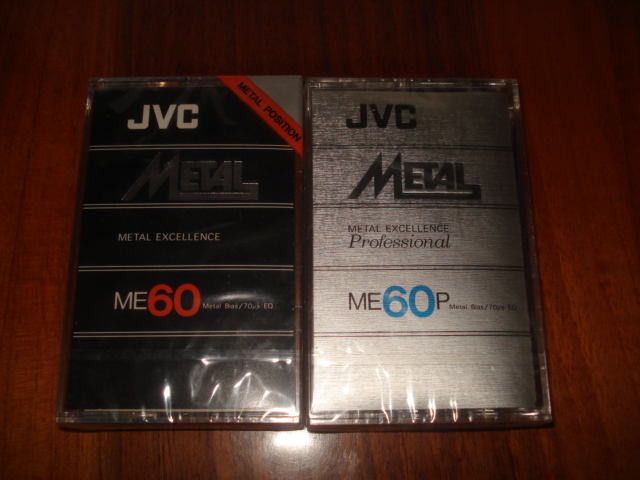 JVC
METAL POSITION
METAL
METAL EXCELLENCE
ME60 Metal Bias/70μs EQ
JVC
METAL
METAL EXCELLENCE
Professional
ME60P Metal Bias/70μs EQ